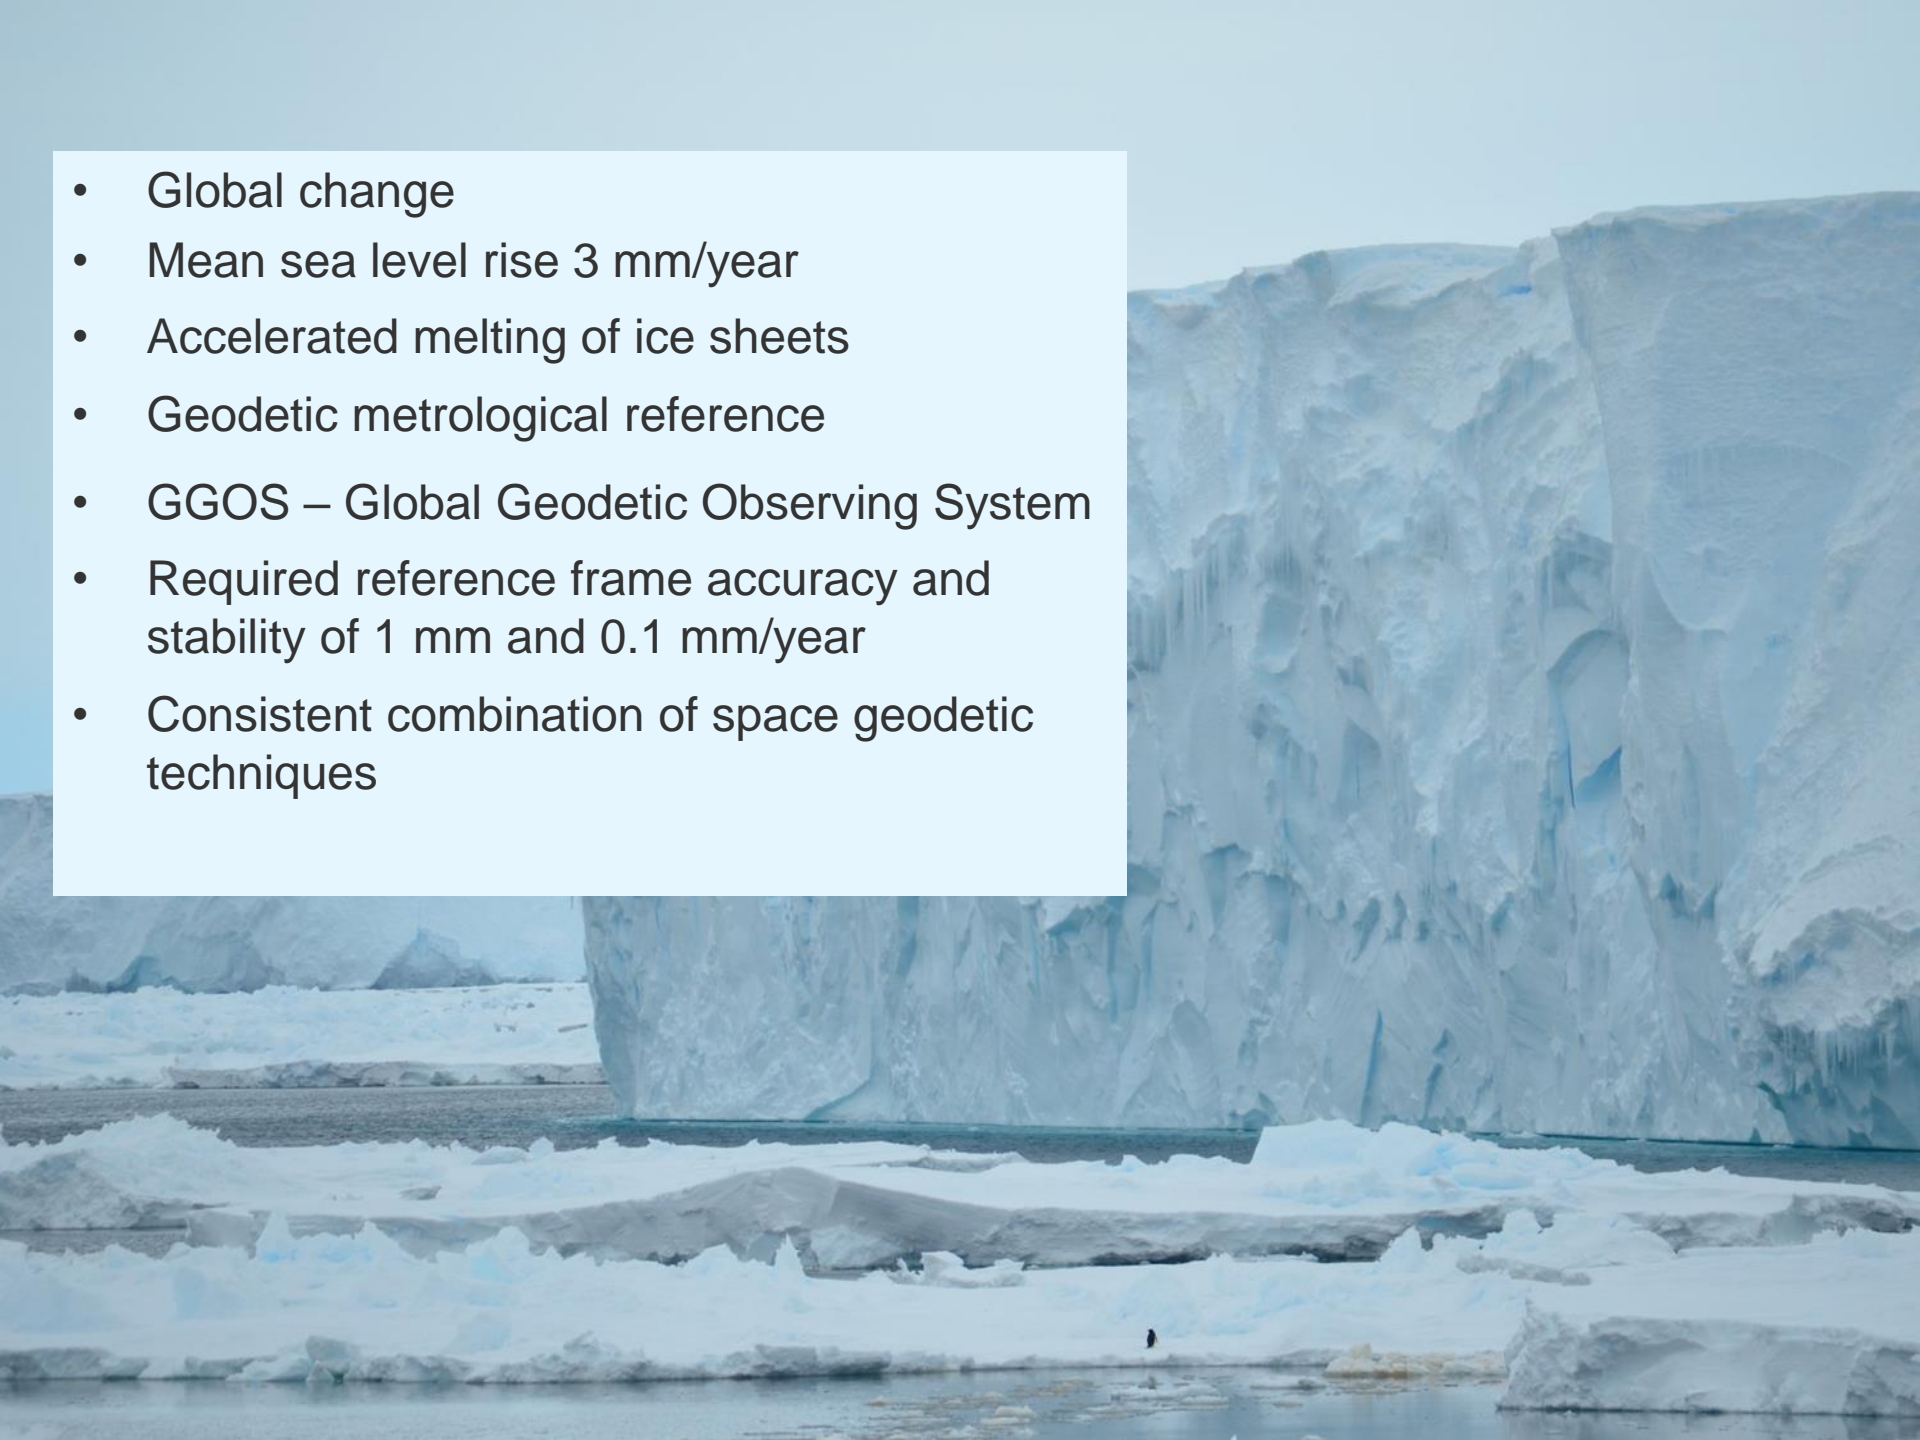 • Global change
• Mean sea level rise 3 mm/year
• Accelerated melting of ice sheets
• Geodetic metrological reference
• GGOS – Global Geodetic Observing System
• Required reference frame accuracy and
stability of 1 mm and 0.1 mm/year
• Consistent combination of space geodetic
techniques